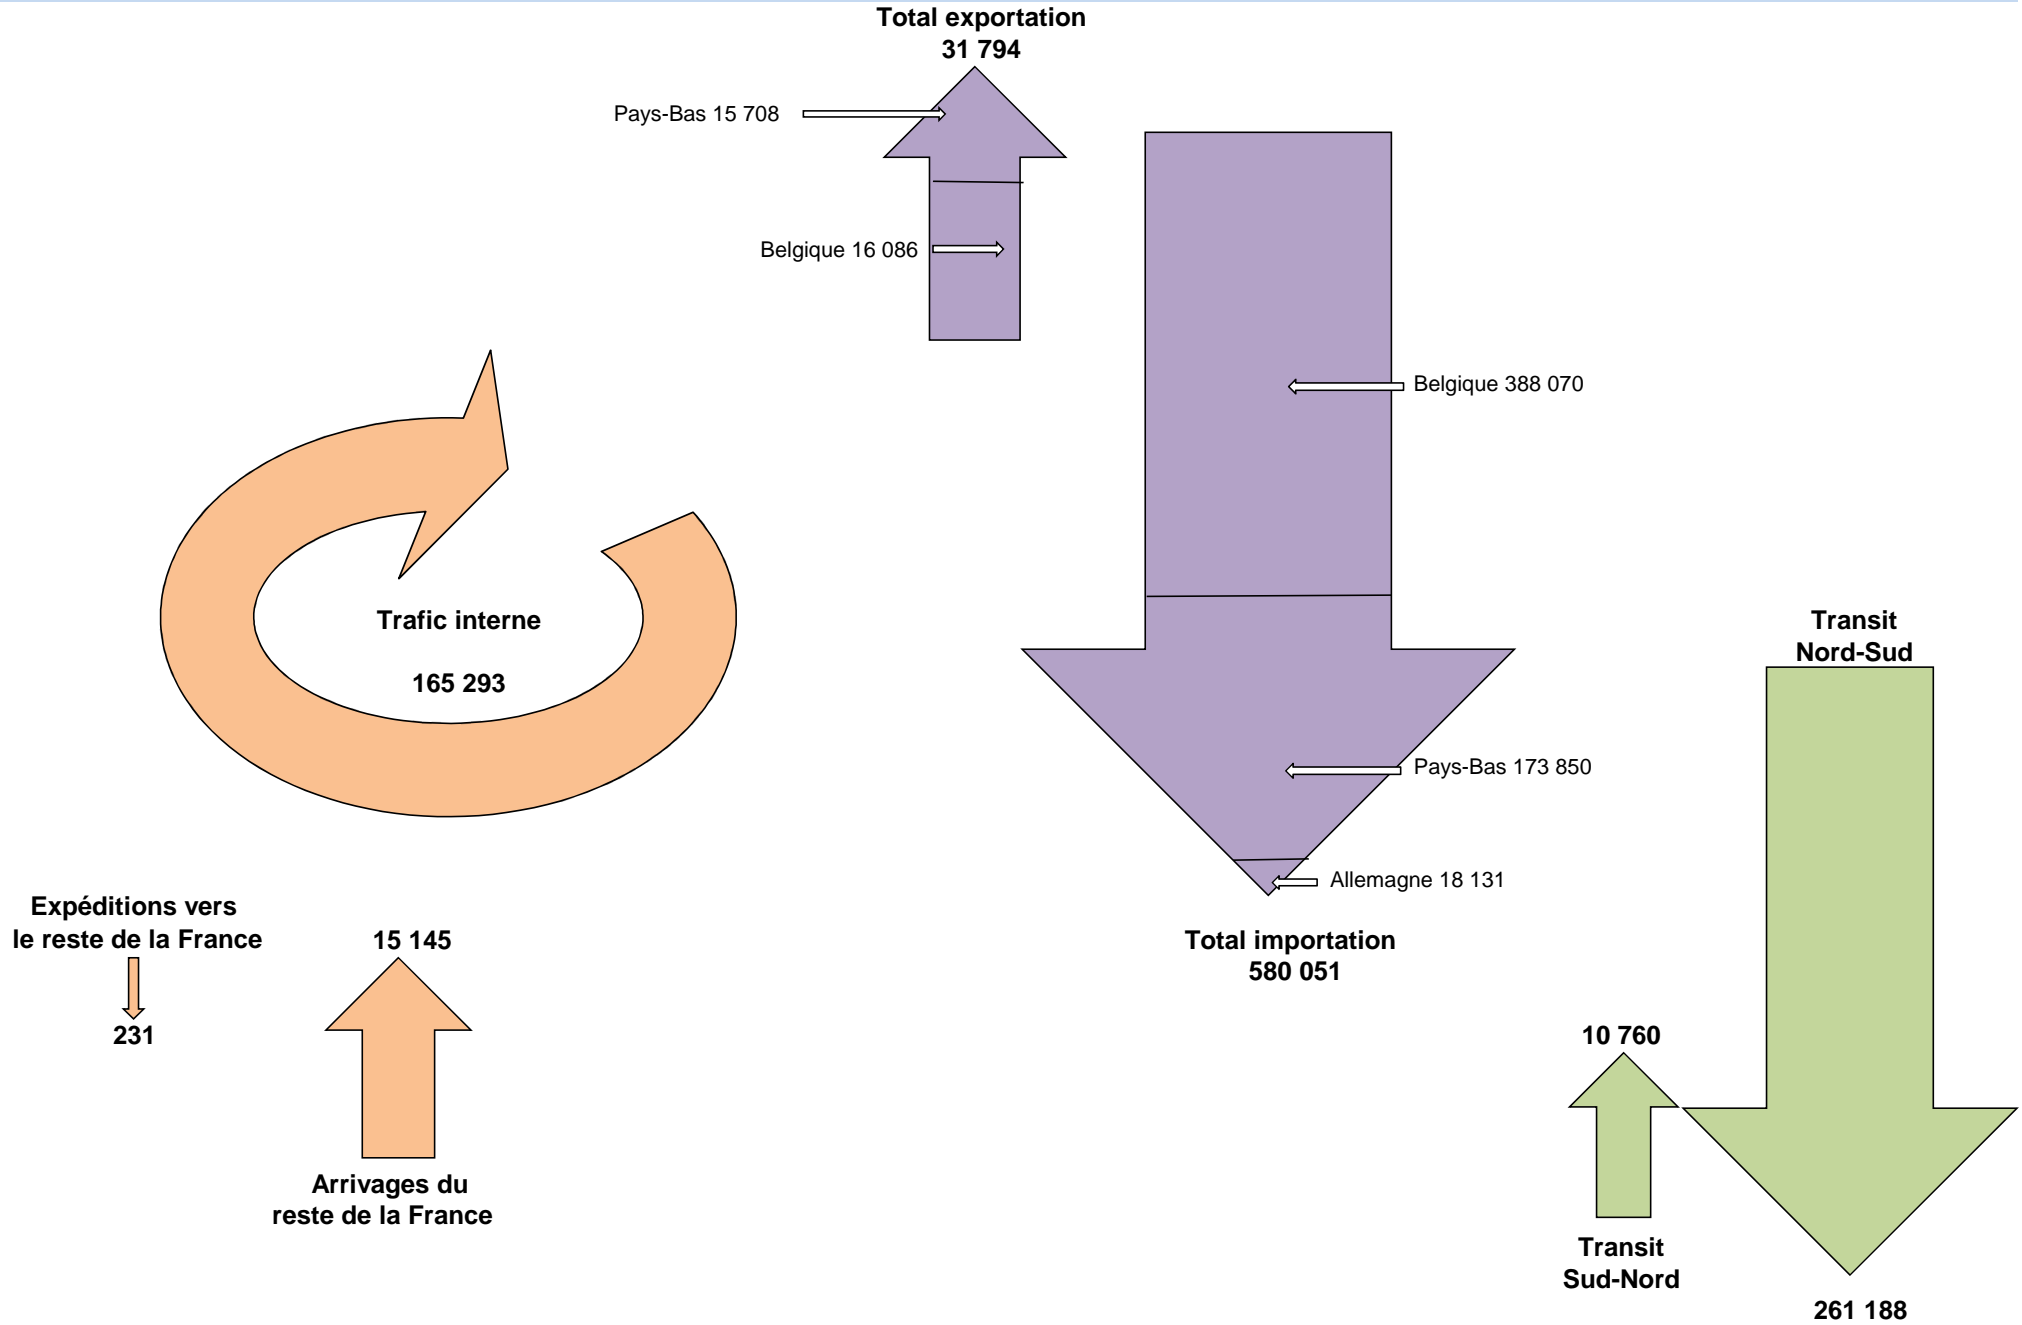 Total exportation
31 794
Pays-Bas 15 708
Belgique 16 086
Belgique 388 070
Trafic interne
165 293
Transit
Nord-Sud
Pays-Bas 173 850
Allemagne 18 131
Expéditions vers
le reste de la France
231
15 145
Arrivages du
reste de la France
Total importation
580 051
10 760
Transit
Sud-Nord
261 188